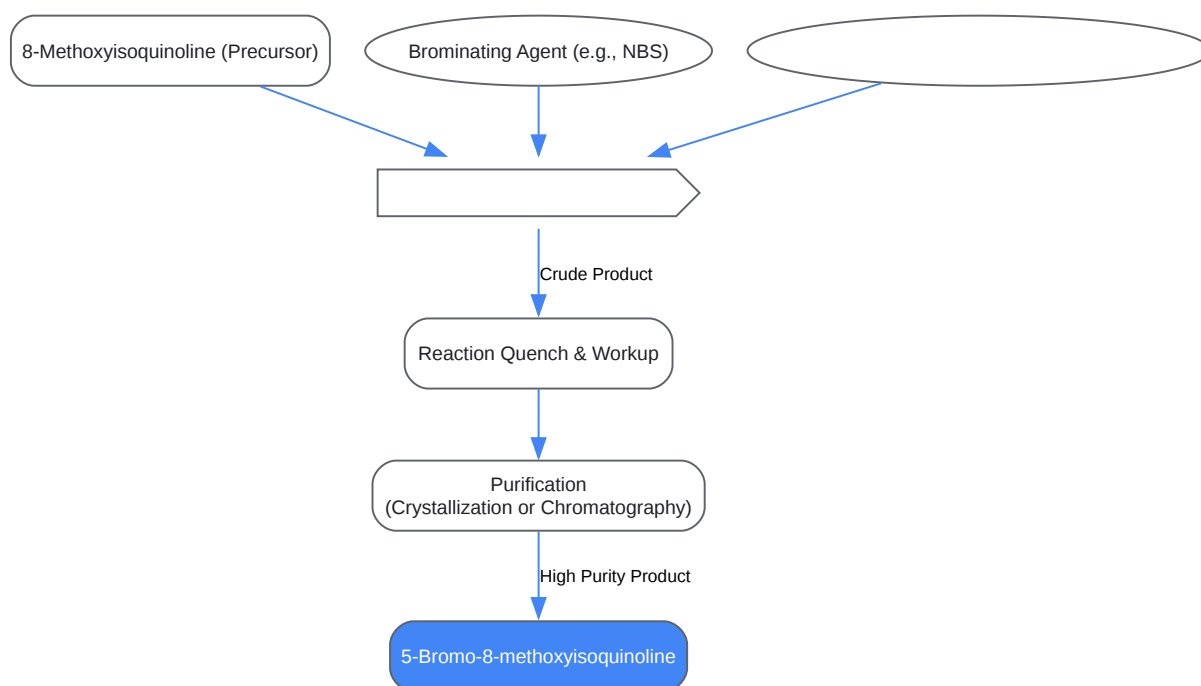 8-Methoxyisoquinoline (Precursor)
Brominating Agent (e.g., NBS)
Crude Product
Reaction Quench & Workup
Purification
(Crystallization or Chromatography)
High Purity Product
5-Bromo-8-methoxyisoquinoline